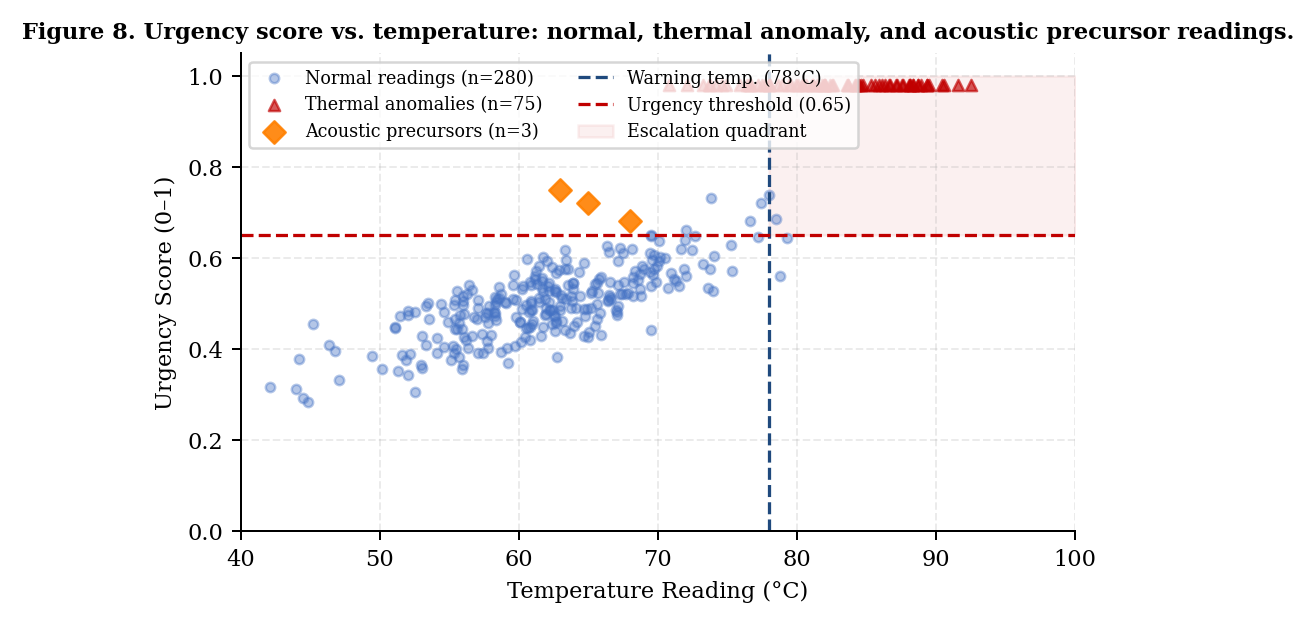 Figure 8. Urgency score vs. temperature: normal, thermal anomaly, and acoustic precursor readings.
Normal readings (n=280)
Thermal anomalies (n=75)
Acoustic precursors (n=3)
Warning temp. (78°C)
Urgency threshold (0.65)
Escalation quadrant
Urgency Score (0–1)
1.0
0.8
0.6
0.4
0.2
0.0
40 50 60 70 80 90 100
Temperature Reading (°C)